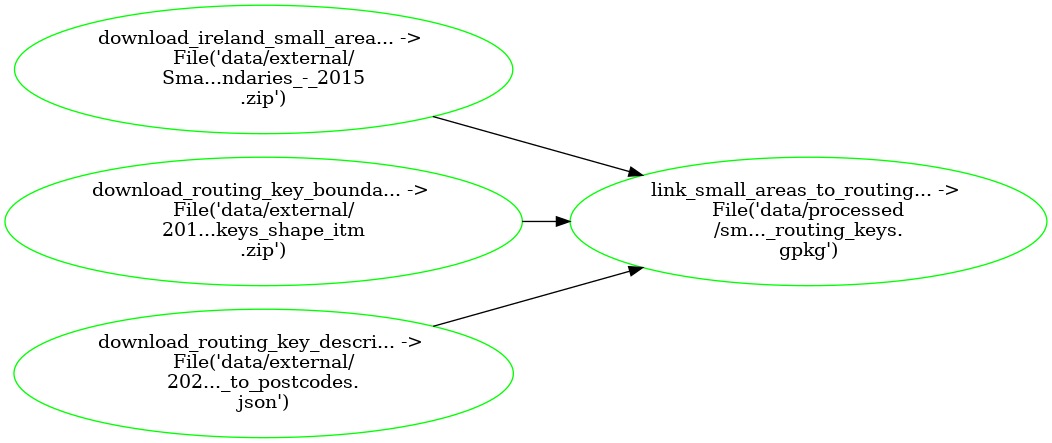 download_ireland_small_area... ->
File('data/external/
Sma...ndaries_-_2015
.zip')
download_routing_key_bounda... ->
File('data/external/
201...keys_shape_itm
.zip')
download_routing_key_descri... ->
File('data/external/
202..._to_postcodes.
json')
link_small_areas_to_routing... ->
File('data/processed
/sm..._routing_keys.
gpkg')